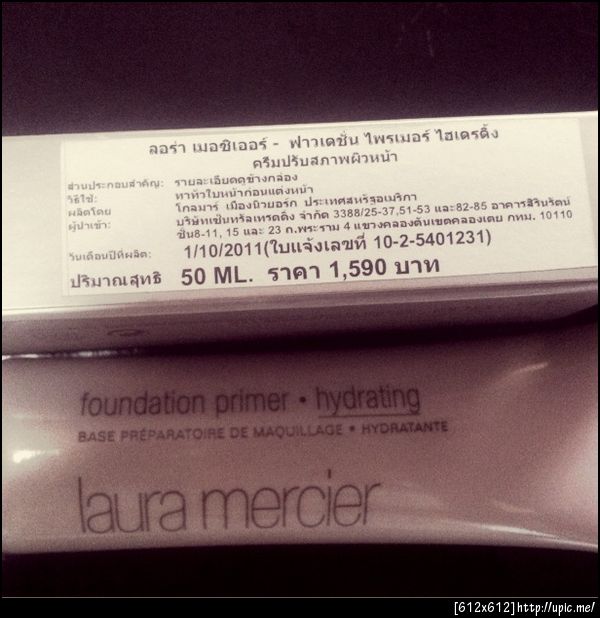 ลอร่า เมอซิเออร์ - ฟาวเดชั่น ไพรเมอร์ ไฮเดรดิ้ง
ครีมปรับสภาพผิวหน้า
ส่วนประกอบสำคัญ: รายละเอียดดูข้างกล่อง
วิธีใช้: ทาทั่วใบหน้าก่อนแต่งหน้า
ผลิตโดย โกลมาร์ เมืองนิวยอร์ก ประเทศสหรัฐอเมริกา
ผู้นำเข้า: บริษัทเซ็นทรัลเทรดดิ้ง จำกัด 3388/25-37,51-53 และ82-85 อาคารสิรินรัตน์
ชั้น8-11, 15 และ 23 ถ.พระราม 4 แขวงคลองตันเขตคลองเตย กทม. 10110
วันเดือนปีที่ผลิต: 1/10/2011(ใบแจ้งเลขที่ 10-2-5401231)
ปริมาณสุทธิ 50 ML. ราคา 1,590 บาท
foundation primer • hydrating
BASE PRÉPARATOIRE DE MAQUILLAGE • HYDRATANTE
laura mercier
[612x612]http://upic.me/